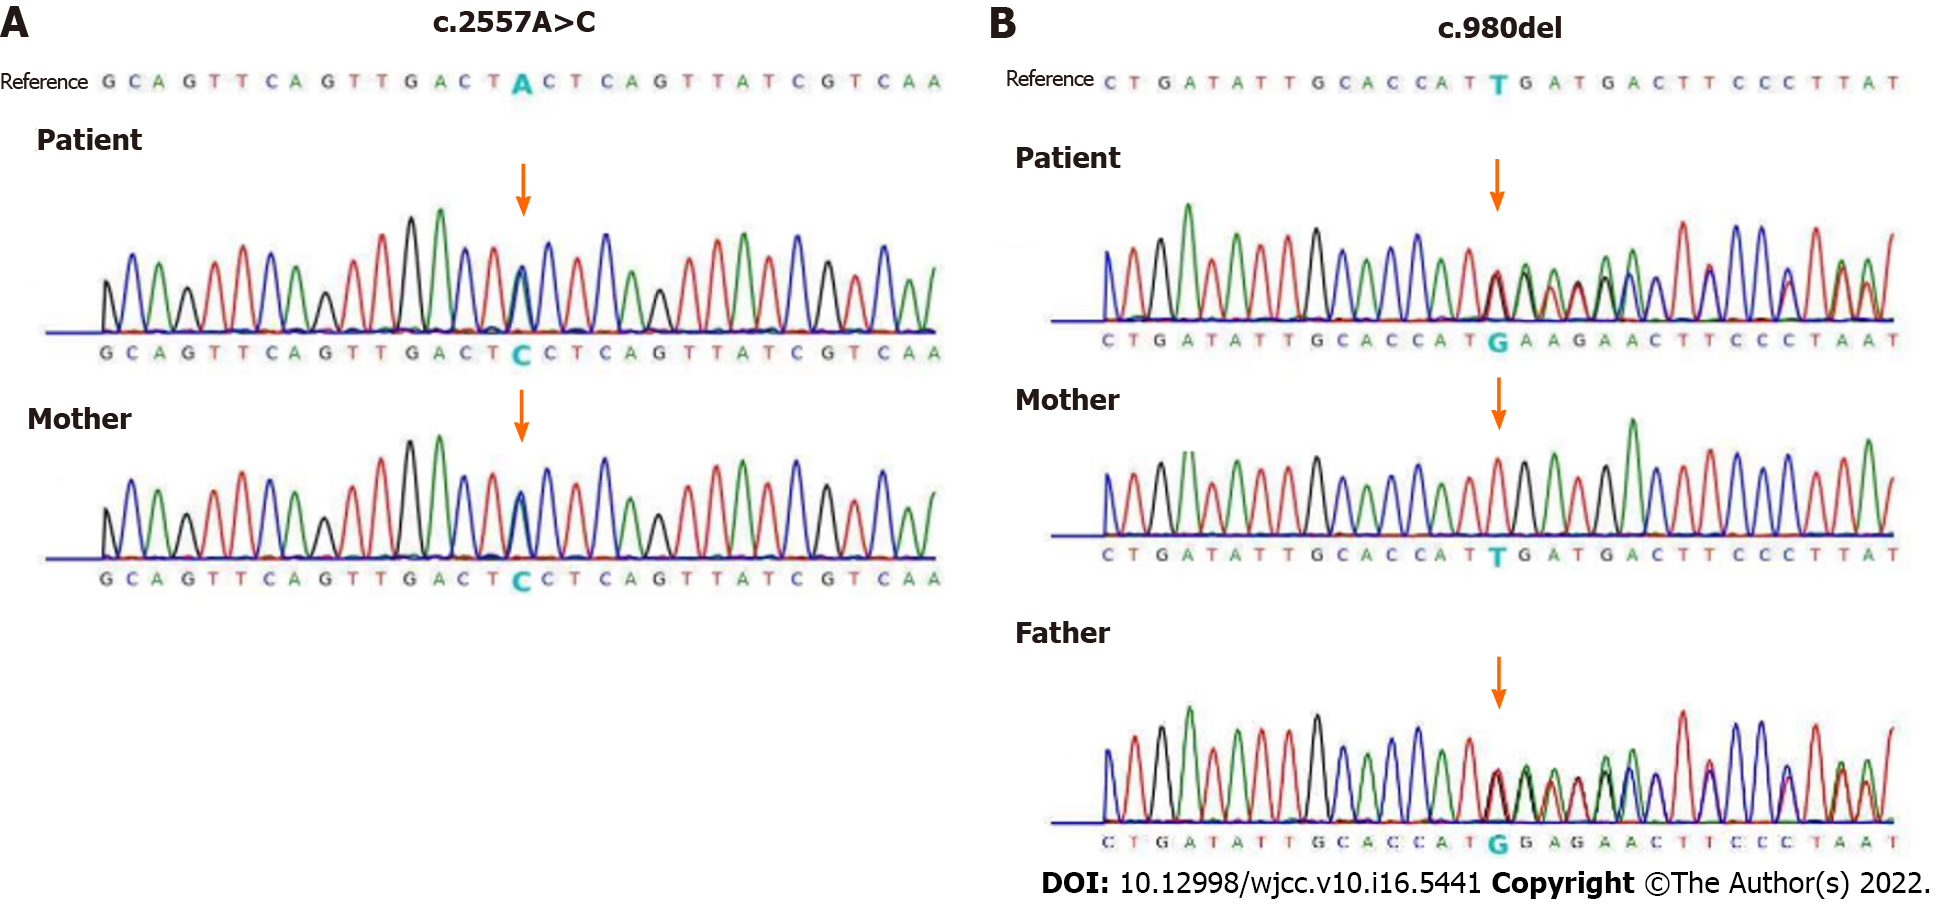 A
c.2557A>C
Reference G C A G T T C A G T T G A C T A C T C A G T T A T C G T C A A
Patient
G C A G T T C A G T T G A C T C C T C A G T T A T C G T C A A
Mother
G C A G T T C A G T T G A C T C C T C A G T T A T C G T C A A
B
c.980del
Reference C T G A T A T T G C A C C A T T G A T G A C T T C C C T T A T
Patient
C T G A T A T T G C A C C A T G A A G A A C T T C C C T A A T
Mother
C T G A T A T T G C A C C A T T G A T G A C T T C C C T T A T
Father
C T G A T A T T G C A C C A T G G A G A A C T T C C C T A A T
DOI: 10.12998/wjcc.v10.i16.5441 Copyright ©The Author(s) 2022.